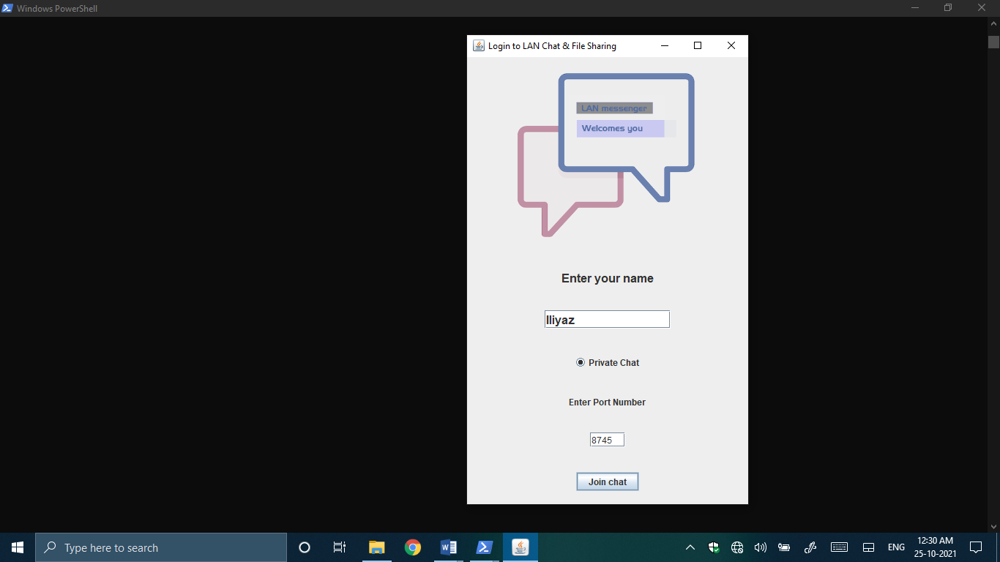 Windows PowerShell
Login to LAN Chat & File Sharing
LAN messenger
Welcomes you
Enter your name
Iliyaz
Private Chat
Enter Port Number
8745
Join chat
Type here to search
ENG
12:30 AM
25-10-2021